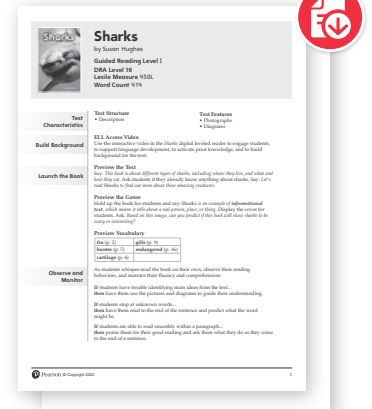 Sharks
Sharks
by Susan Hughes
Guided Reading Level I
DRA Level 16
Lexile Measure 450L
Word Count 414
Text
Characteristics
Text Structure
• Description
Text Features
• Photographs
• Diagrams
Build Background
ELL Access Video
Use the interactive video to the Sharks digital leveled reader to engage students,
to support language development, to activate prior knowledge, and to build
background for the text.
Launch the Book
Preview the Text
Say: This book is about different types of sharks, including where they live, and what and
how they eat. Ask students if they already know anything about sharks. Say: Let's
read Sharks to find out more about these amazing creatures.
Preview the Genre
Hold up the book for students and say: Sharks is an example of informational
text, which means it tells about a real person, place, or thing. Display the cover for
students. Ask: Based on this image, can you predict if this book will show sharks to be
scary or interesting?
Preview Vocabulary
fin (p. 2) gills (p. 9)
hunter (p. 5) endangered (p. 16)
cartilage (p. 6)
Observe and
Monitor
As students whisper-read the book on their own, observe their reading
behaviors, and monitor their fluency and comprehension.
If students have trouble identifying main ideas from the text...
then have them use the pictures and diagrams to guide their understanding.
If students stop at unknown words...
then have them read to the end of the sentence and predict what the word
might be.
If students are able to read smoothly within a paragraph...
then praise them for their good reading and ask them what they do as they come
to the end of a sentence.
Pearson © Copyright 2020
1